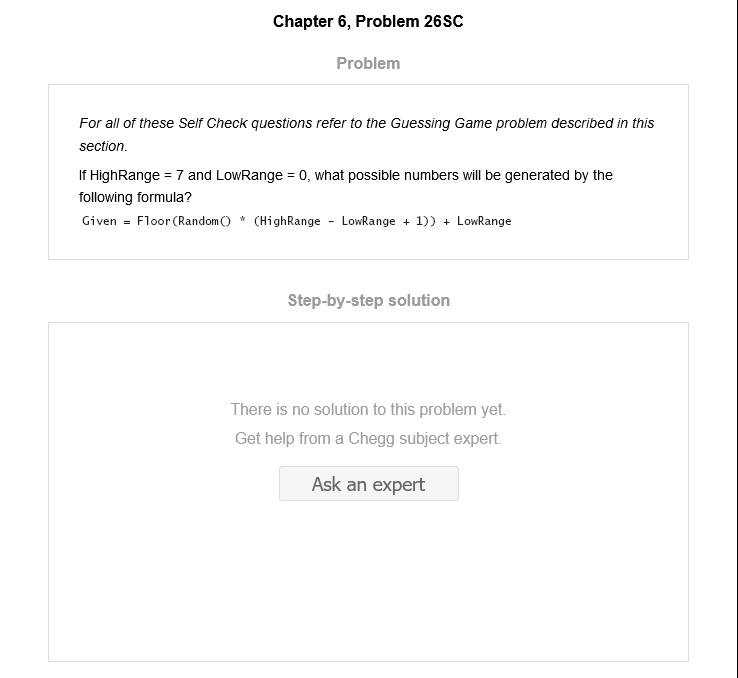 Chapter 6, Problem 26SC
Problem
For all of these Self Check questions refer to the Guessing Game problem described in this
section.
If HighRange = 7 and LowRange = 0, what possible numbers will be generated by the
following formula?
Given = Floor(Random() * (HighRange - LowRange + 1)) + LowRange
Step-by-step solution
There is no solution to this problem yet.
Get help from a Chegg subject expert.
Ask an expert